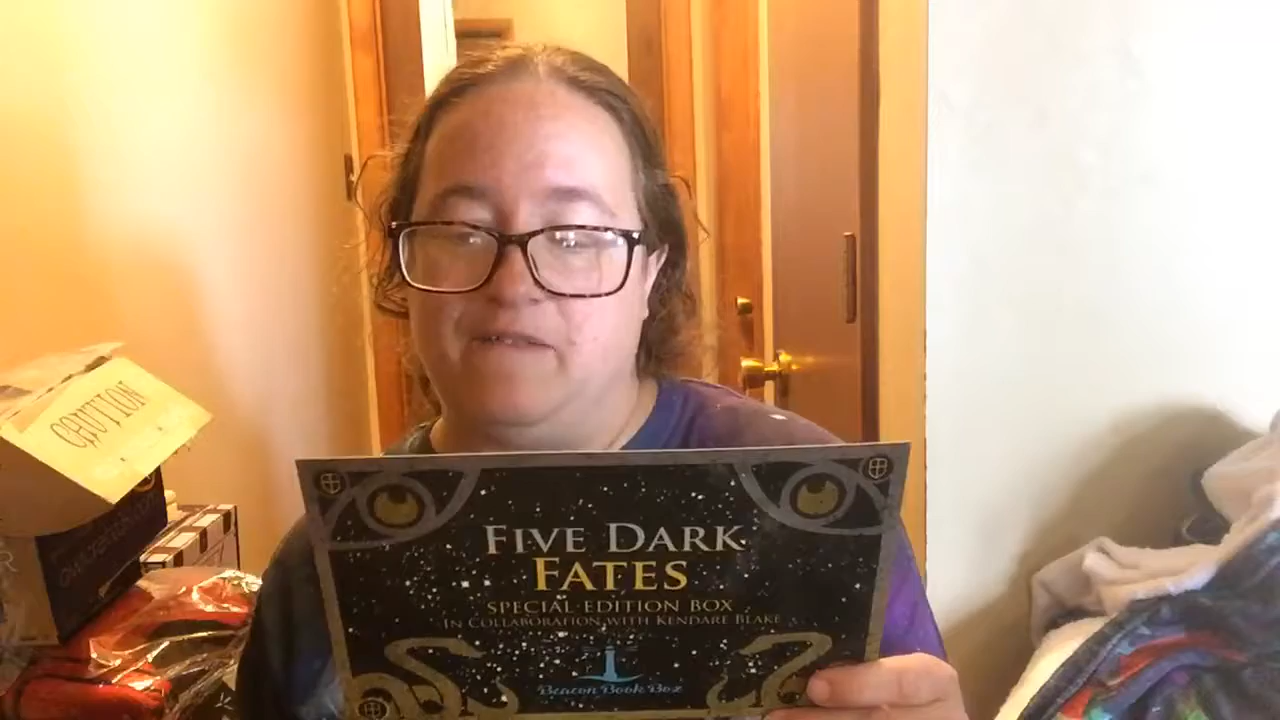 CAUTION
FIVE DARK
FATES
SPECIAL EDITION BOX
IN COLLABORATION WITH KENDARE BLAKE
Beacon Book Box